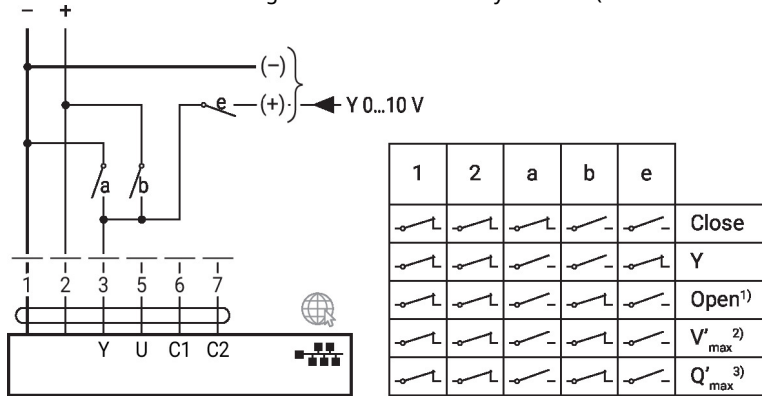 − +
(−)
e (+) Y 0...10 V
a b
1 2 3 5 6 7
Y U C1 C2
1 2 a b e
Close
Y
Open¹⁾
V'max²⁾
Q'max³⁾